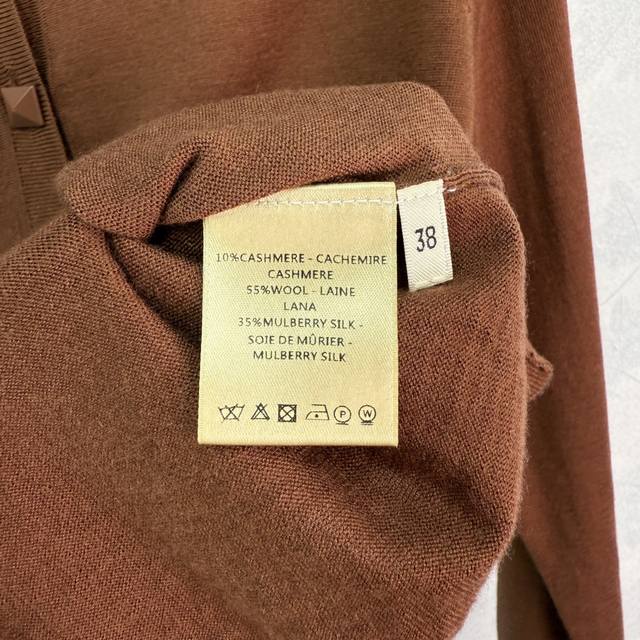 10%CASHMERE - CACHEMIRE
CASHMERE
55%WOOL - LAINE
LANA
35%MULBERRY SILK -
SOIE DE MÛRIER -
MULBERRY SILK
P W
38